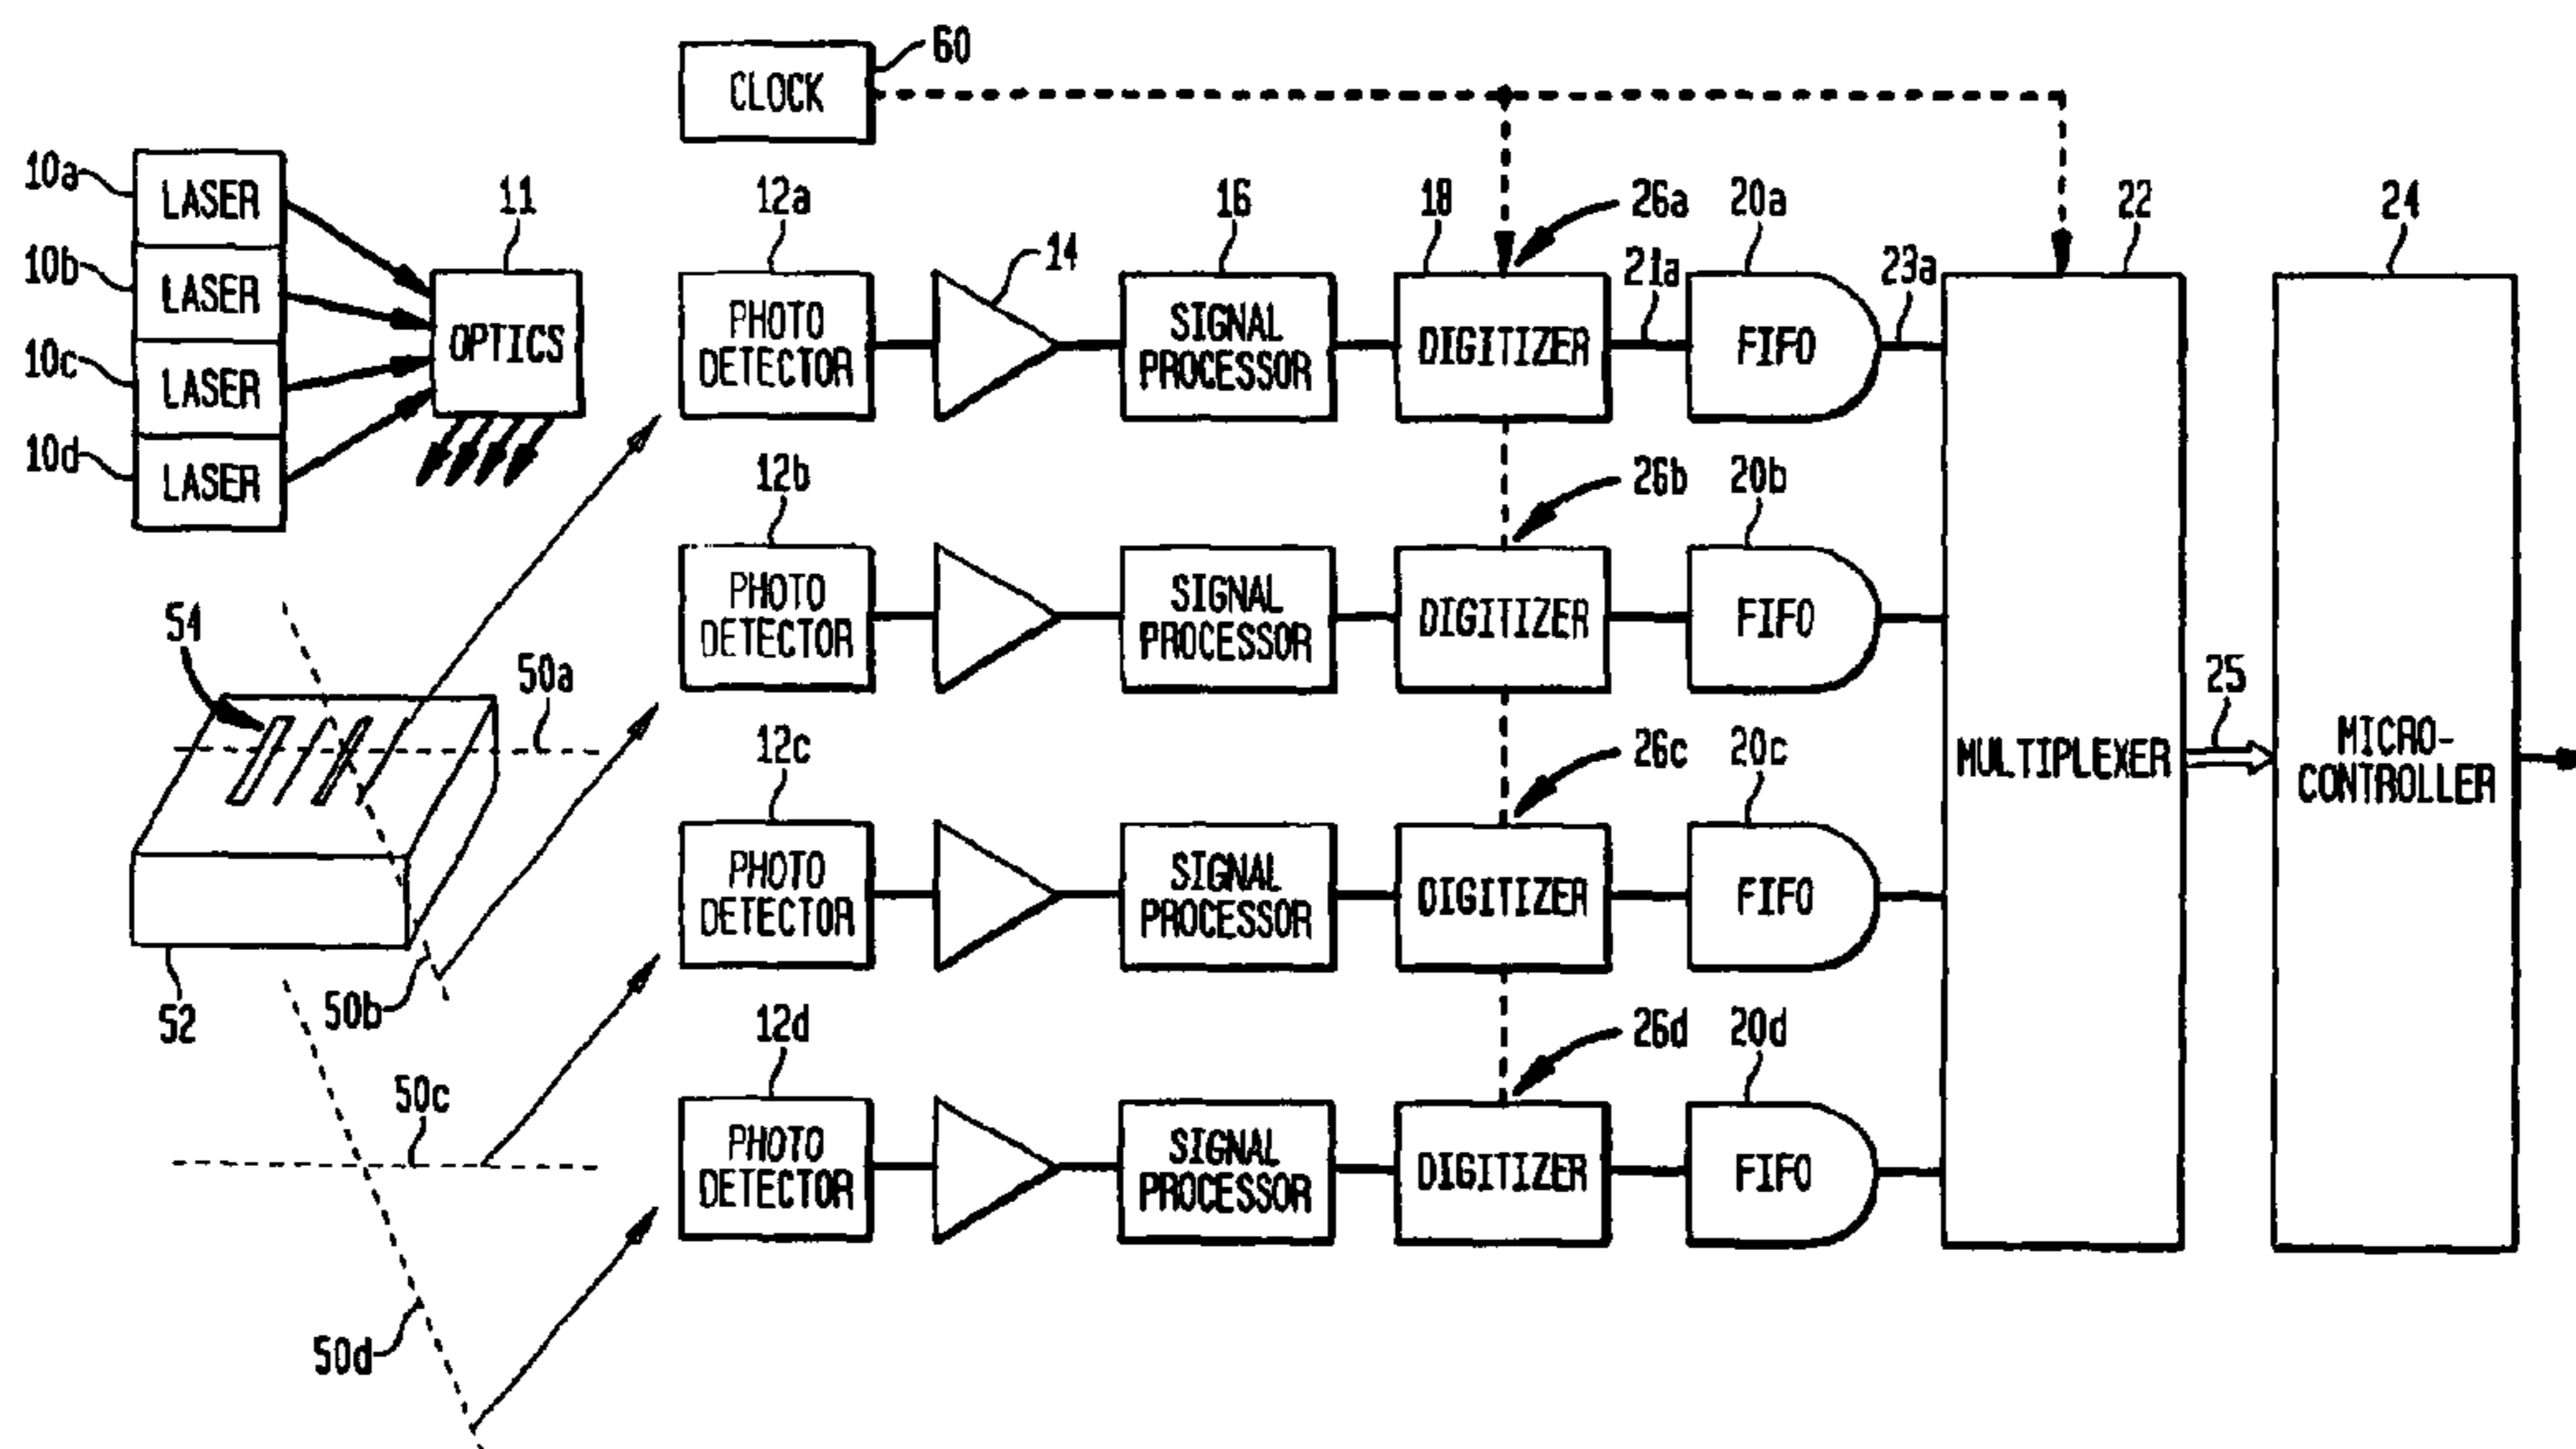 CLOCK
60
10a
LASER
10b
LASER
10c
LASER
10d
LASER
11
OPTICS
12a
PHOTO
DETECTOR
14
16
SIGNAL
PROCESSOR
18
DIGITIZER
26a
21a
20a
FIFO
23a
22
MULTIPLEXER
25
24
MICRO-
CONTROLLER
12b
PHOTO
DETECTOR
SIGNAL
PROCESSOR
DIGITIZER
26b
20b
FIFO
54
50a
52
50b
12c
PHOTO
DETECTOR
SIGNAL
PROCESSOR
DIGITIZER
26c
20c
FIFO
50c
50d
12d
PHOTO
DETECTOR
SIGNAL
PROCESSOR
DIGITIZER
26d
20d
FIFO